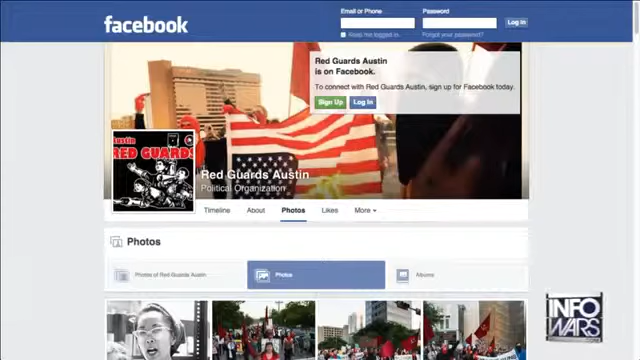 facebook
Email or Phone
Password
Keep me logged in
Forgot your password?
Log In
Red Guards Austin
is on Facebook.
To connect with Red Guards Austin, sign up for Facebook today.
Sign Up
Log In
Austin
RED GUARDS
Red Guards Austin
Political Organization
Timeline
About
Photos
Likes
More
Photos
Photos of Red Guards Austin
Photos
Albums
INFO
WARS